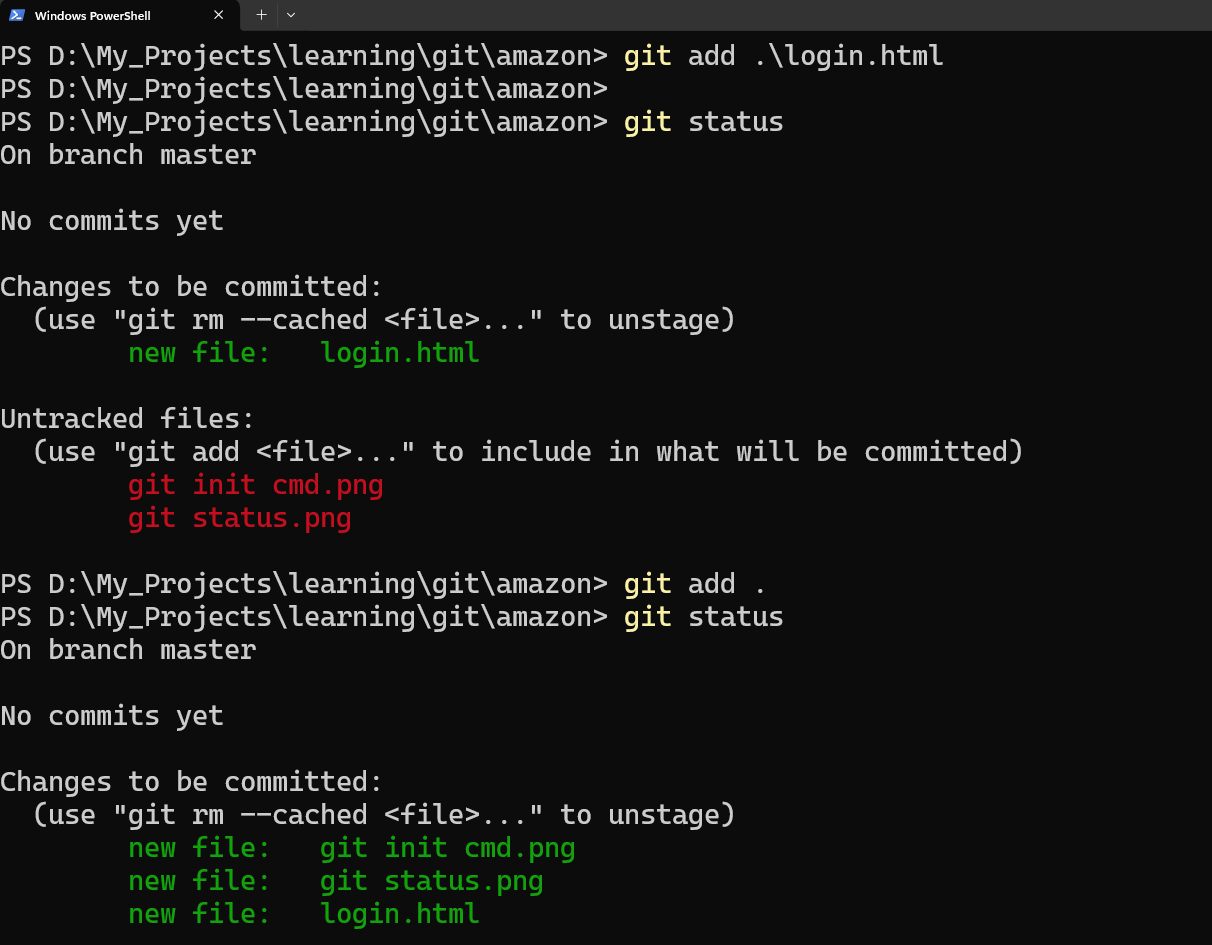 Windows PowerShell
PS D:\My_Projects\learning\git\amazon> git add .\login.html
PS D:\My_Projects\learning\git\amazon>
PS D:\My_Projects\learning\git\amazon> git status
On branch master
No commits yet
Changes to be committed:
  (use "git rm --cached <file>..." to unstage)
        new file:   login.html
Untracked files:
  (use "git add <file>..." to include in what will be committed)
        git init cmd.png
        git status.png
PS D:\My_Projects\learning\git\amazon> git add .
PS D:\My_Projects\learning\git\amazon> git status
On branch master
No commits yet
Changes to be committed:
  (use "git rm --cached <file>..." to unstage)
        new file:   git init cmd.png
        new file:   git status.png
        new file:   login.html